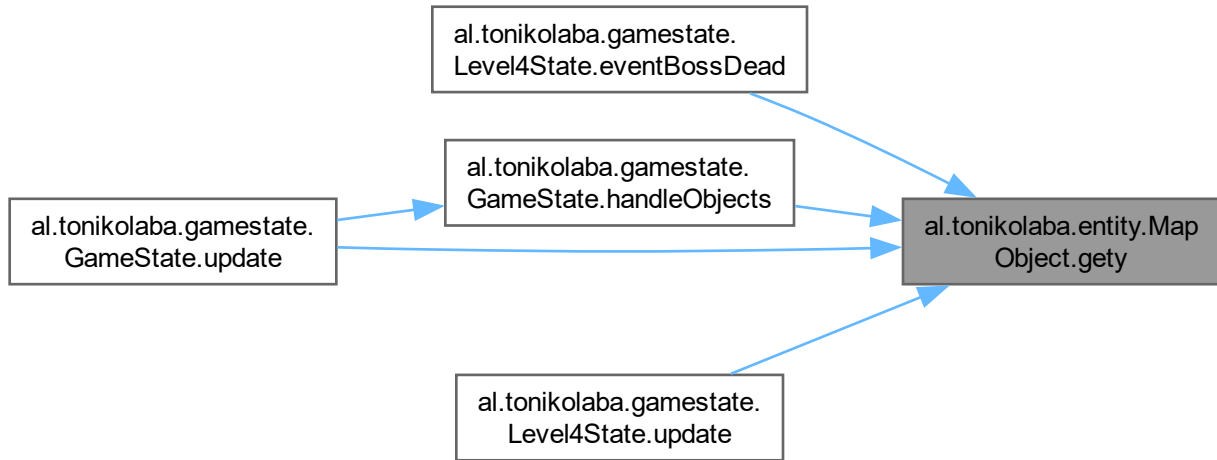 al.tonikolaba.gamestate.
Level4State.eventBossDead
al.tonikolaba.gamestate.
GameState.handleObjects
al.tonikolaba.gamestate.
GameState.update
al.tonikolaba.entity.Map
Object.gety
al.tonikolaba.gamestate.
Level4State.update